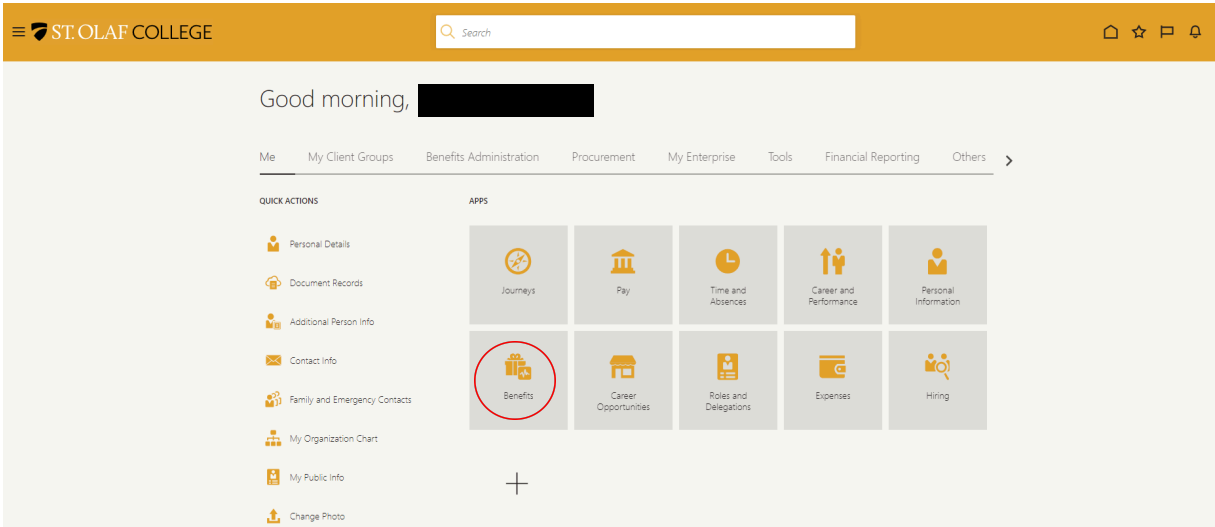 ST. OLAF COLLEGE
Search
Good morning,
Me My Client Groups Benefits Administration Procurement My Enterprise Tools Financial Reporting Others
QUICK ACTIONS
Personal Details
Document Records
Additional Person Info
Contact Info
Family and Emergency Contacts
My Organization Chart
My Public Info
Change Photo
APPS
Journeys
Pay
Time and
Absences
Career and
Performance
Personal
Information
Benefits
Career
Opportunities
Roles and
Delegations
Expenses
Hiring